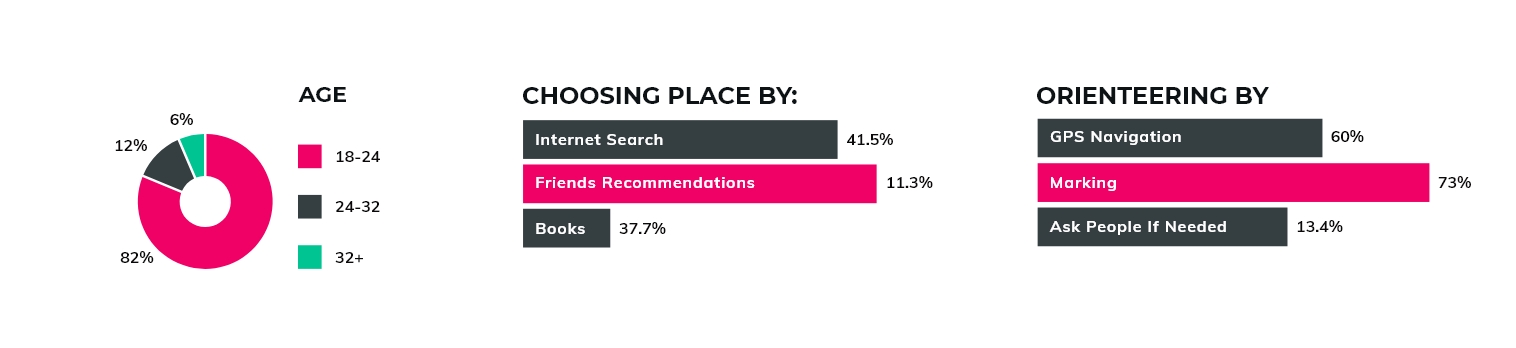 AGE
6%
12%
82%
18-24
24-32
32+
CHOOSING PLACE BY:
Internet Search 41.5%
Friends Recommendations 11.3%
Books 37.7%
ORIENTEERING BY
GPS Navigation 60%
Marking 73%
Ask People If Needed 13.4%